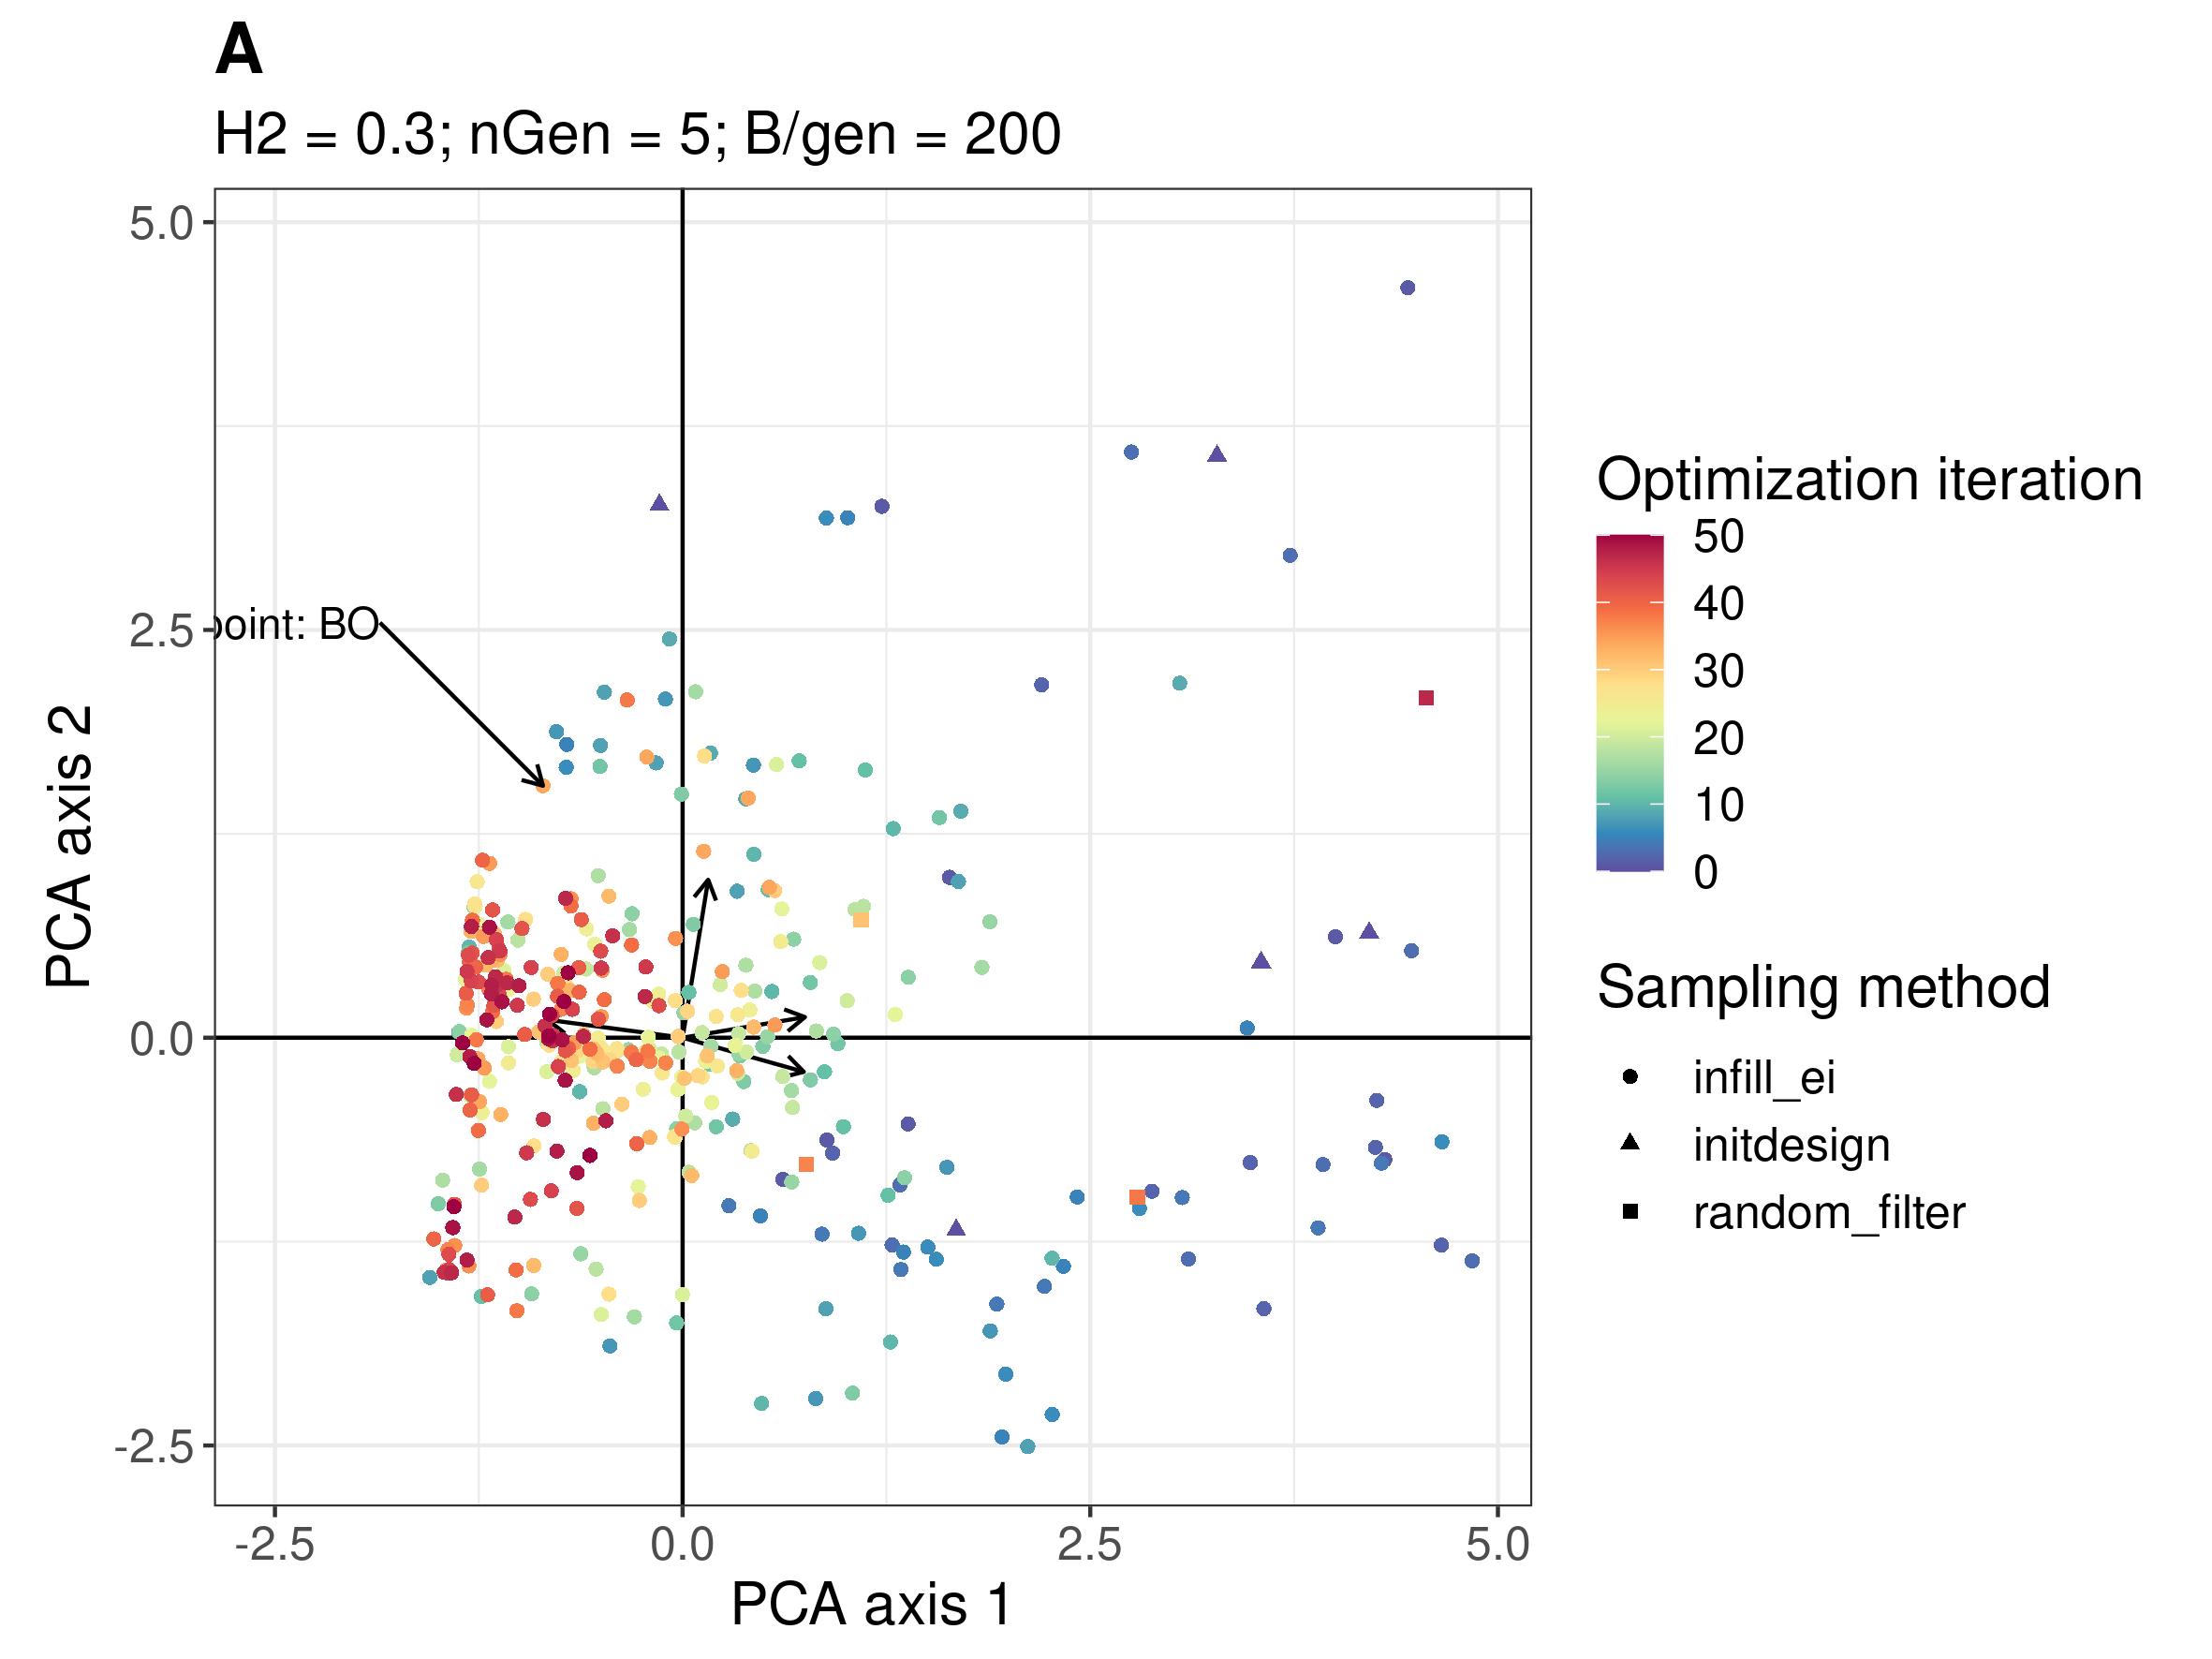 A
H2 = 0.3; nGen = 5; B/gen = 200
5.0
2.5
0.0
-2.5
point: BO
-2.5
0.0
2.5
5.0
PCA axis 1
PCA axis 2
Optimization iteration
50
40
30
20
10
0
Sampling method
infill_ei
initdesign
random_filter